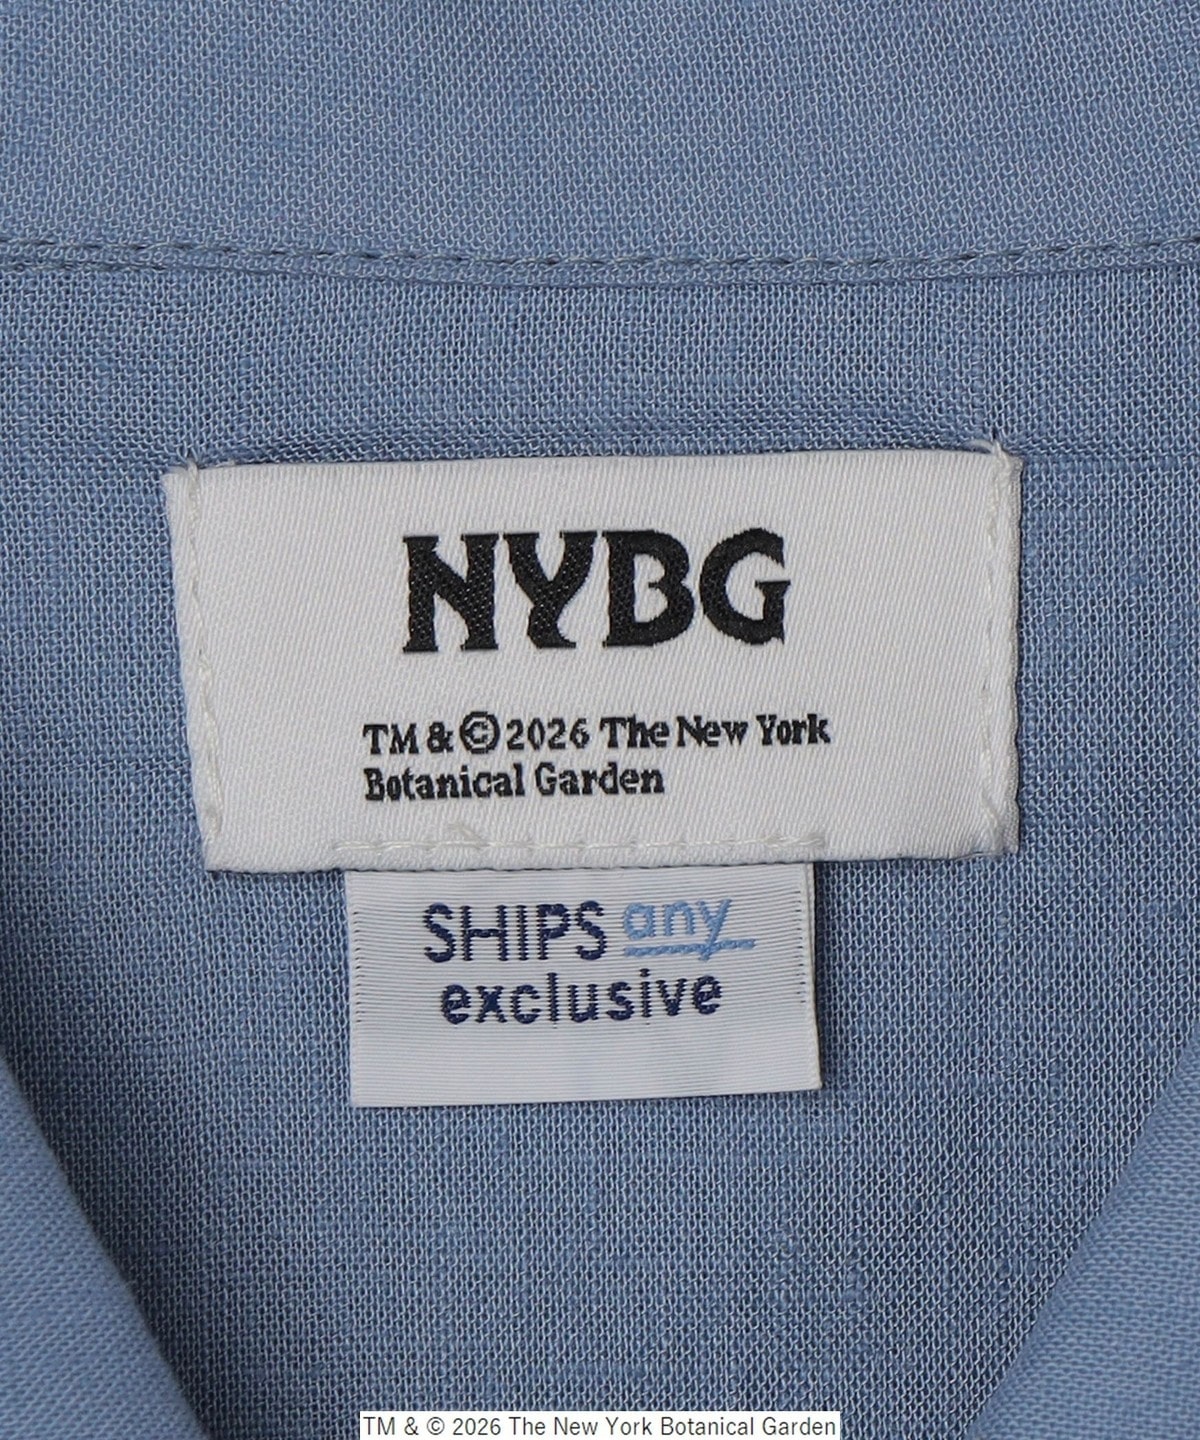 NYBG
TM & © 2026 The New York
Botanical Garden
SHIPS any
exclusive
TM & © 2026 The New York Botanical Garden